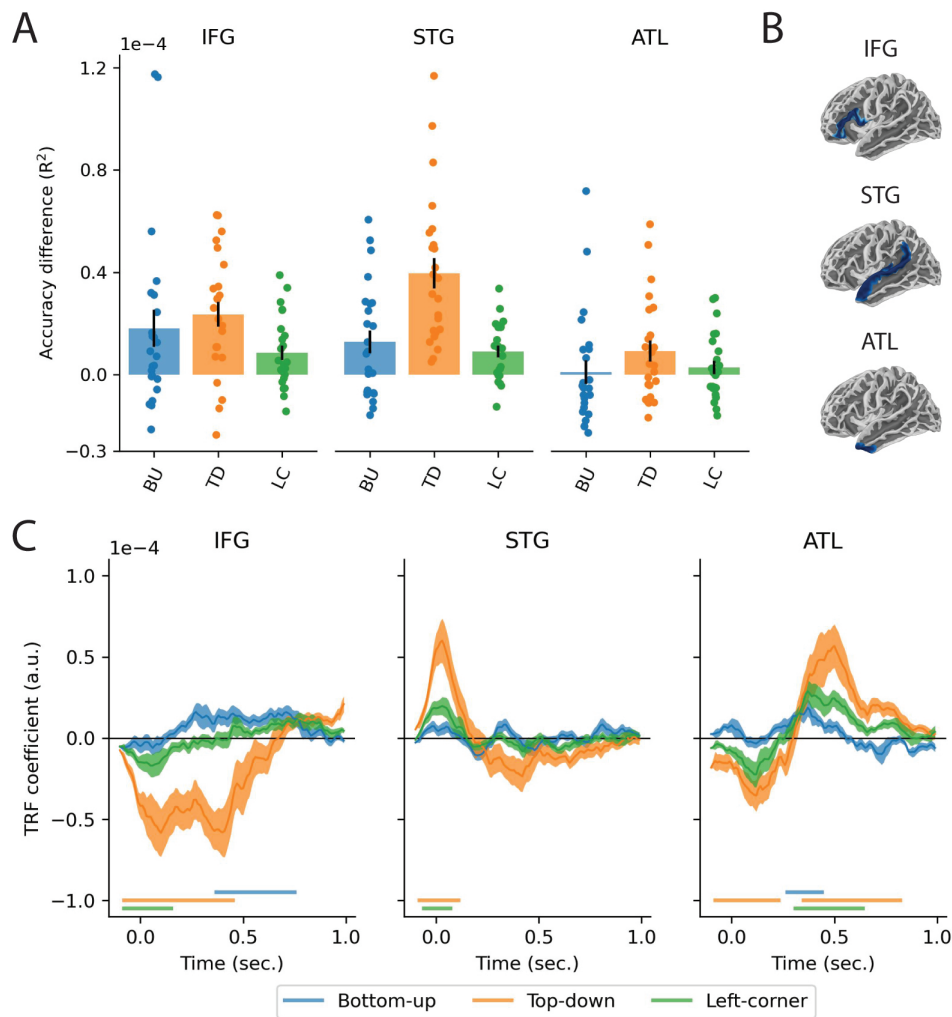 A
B
1e−4
IFG
STG
ATL
IFG
1.2
0.8
0.4
0.0
−0.3
Accuracy difference (R²)
STG
ATL
BU
TD
LC
BU
TD
LC
BU
TD
LC
C
1e−4
IFG
STG
ATL
1.0
0.5
0.0
−0.5
−1.0
TRF coefficient (a.u.)
0.0
0.5
1.0
0.0
0.5
1.0
0.0
0.5
1.0
Time (sec.)
Time (sec.)
Time (sec.)
Bottom-up
Top-down
Left-corner